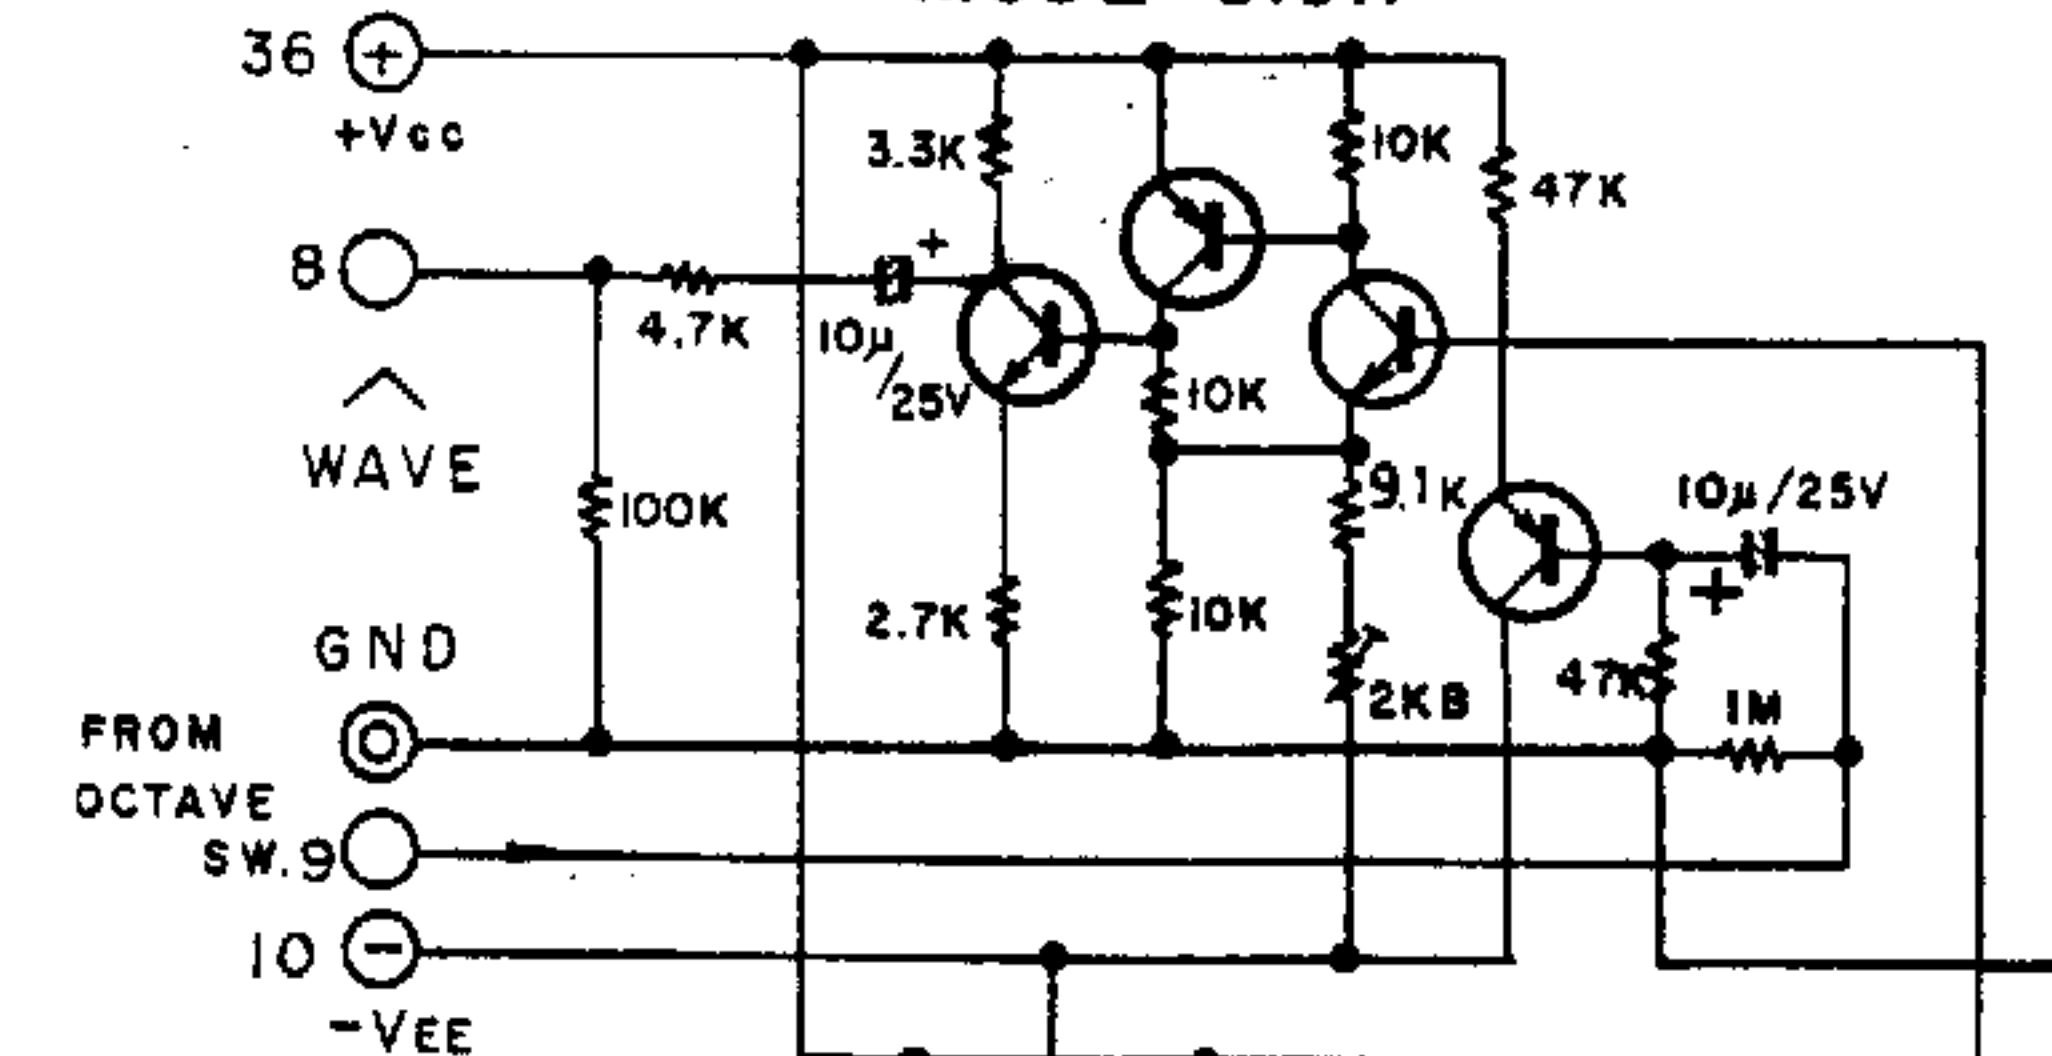 36 +
+Vcc
3.3K
10K
47K
8
+
4.7K
10µ/25V
10K
WAVE
100K
9.1K
10µ/25V
+
2.7K
10K
GND
47K
2KB
1M
FROM
OCTAVE
SW. 9
10 -
-VEE